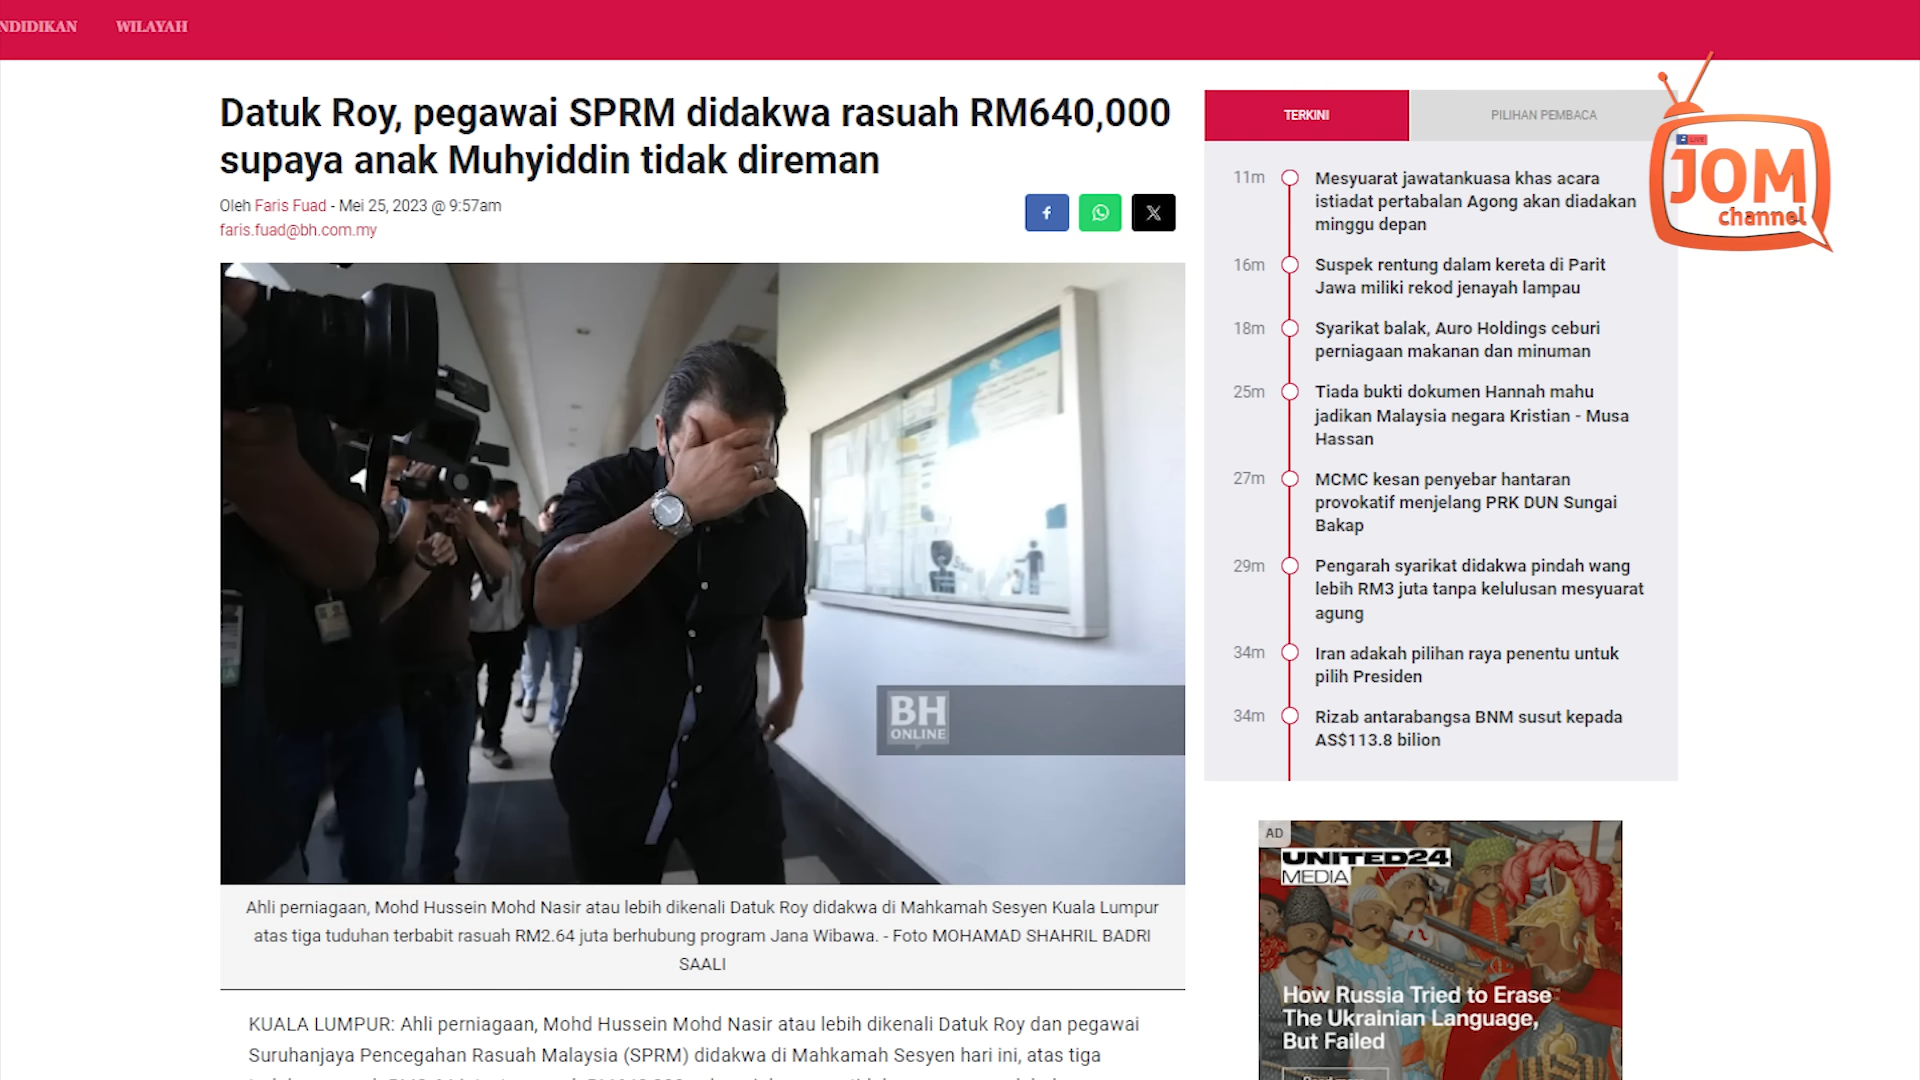 NDIDIKAN
WILAYAH
Datuk Roy, pegawai SPRM didakwa rasuah RM640,000
supaya anak Muhyiddin tidak direman
Oleh Faris Fuad - Mei 25, 2023 @ 9:57am
faris.fuad@bh.com.my
BH
ONLINE
Ahli perniagaan, Mohd Hussein Mohd Nasir atau lebih dikenali Datuk Roy didakwa di Mahkamah Sesyen Kuala Lumpur
atas tiga tuduhan terbabit rasuah RM2.64 juta berhubung program Jana Wibawa. - Foto MOHAMAD SHAHRIL BADRI
SAALI
KUALA LUMPUR: Ahli perniagaan, Mohd Hussein Mohd Nasir atau lebih dikenali Datuk Roy dan pegawai
Suruhanjaya Pencegahan Rasuah Malaysia (SPRM) didakwa di Mahkamah Sesyen hari ini, atas tiga
TERKINI
PILIHAN PEMBACA
11m
Mesyuarat jawatankuasa khas acara
istiadat pertabalan Agong akan diadakan
minggu depan
16m
Suspek rentung dalam kereta di Parit
Jawa miliki rekod jenayah lampau
18m
Syarikat balak, Auro Holdings ceburi
perniagaan makanan dan minuman
25m
Tiada bukti dokumen Hannah mahu
jadikan Malaysia negara Kristian - Musa
Hassan
27m
MCMC kesan penyebar hantaran
provokatif menjelang PRK DUN Sungai
Bakap
29m
Pengarah syarikat didakwa pindah wang
lebih RM3 juta tanpa kelulusan mesyuarat
agung
34m
Iran adakah pilihan raya penentu untuk
pilih Presiden
34m
Rizab antarabangsa BNM susut kepada
AS$113.8 bilion
LIVE
JOM
channel
AD
UNITED24
MEDIA
How Russia Tried to Erase
The Ukrainian Language,
But Failed